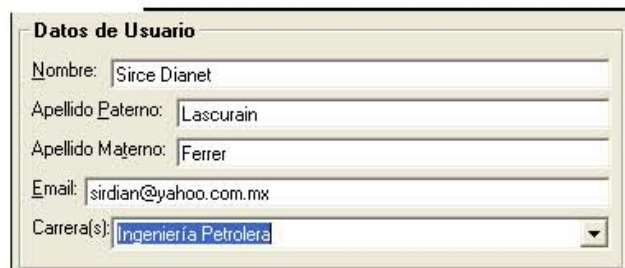 Datos de Usuario
Nombre: Sirce Dianet
Apellido Paterno: Lascurain
Apellido Materno: Ferrer
Email: sirdian@yahoo.com.mx
Carrera(s): Ingeniería Petrolera